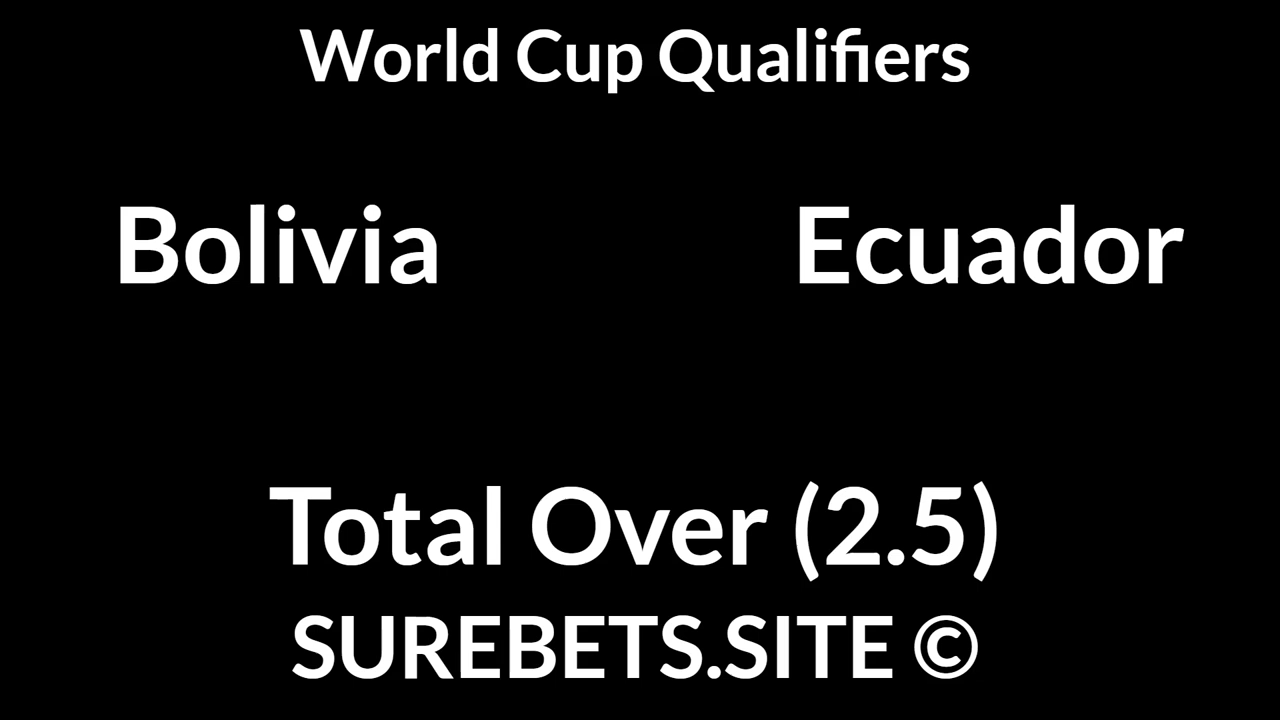 World Cup Qualifiers
Bolivia Ecuador
Total Over (2.5)
SUREBETS.SITE ©